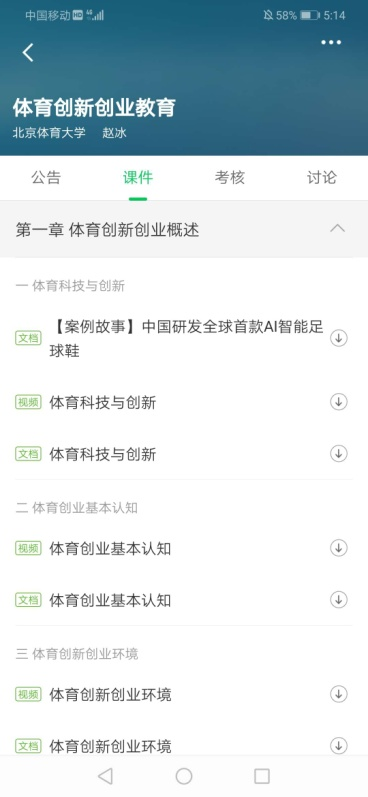 中国移动 HD 58% 5:14
体育创新创业教育
北京体育大学 赵冰
公告 课件 考核 讨论
第一章 体育创新创业概述
一 体育科技与创新
文档 【案例故事】中国研发全球首款AI智能足
球鞋
视频 体育科技与创新
文档 体育科技与创新
二 体育创业基本认知
视频 体育创业基本认知
文档 体育创业基本认知
三 体育创新创业环境
视频 体育创新创业环境
文档 体育创新创业环境